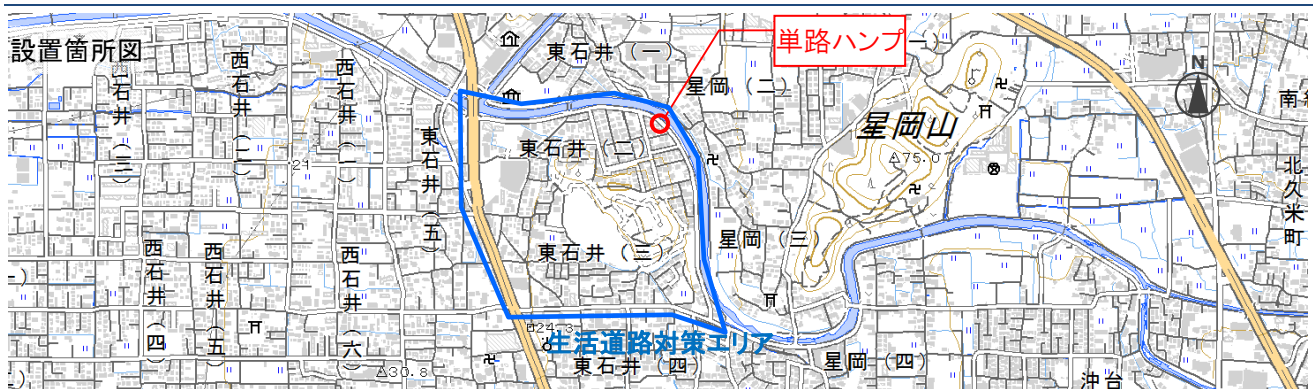 設置箇所図
単路ハンプ
N
東石井(一)
星岡(二)
西石井(一)
西石井(二)
西石井(三)
東石井(五)
東石井(二)
星岡山
75.0
21
北久米町
東石井(三)
星岡(三)
西石井(四)
西石井(五)
西石井(六)
24.3
生活道路対策エリア
東石井(四)
星岡(四)
30.8
沖台